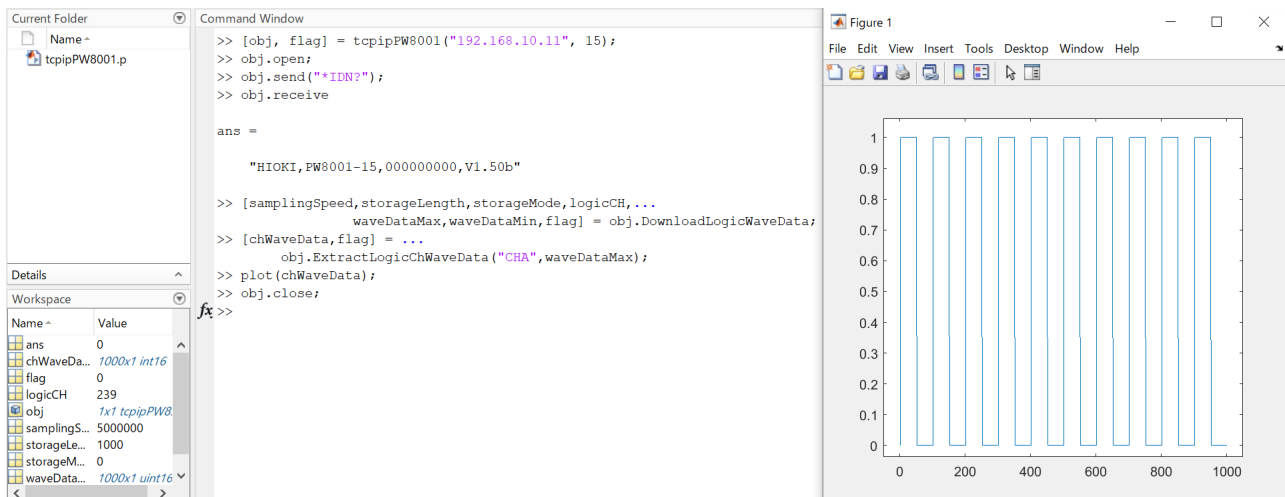 Current Folder
Name
tcpipPW8001.p
Details
Workspace
Name
Value
ans
0
chWaveDa...
1000x1 int16
flag
0
logicCH
239
obj
1x1 tcpipPW8.
samplingS...
5000000
storageLe...
1000
storageM...
0
waveData...
1000x1 uint16
Command Window
>> [obj, flag] = tcpipPW8001("192.168.10.11", 15);
>> obj.open;
>> obj.send("*IDN?");
>> obj.receive
ans =
"HIOKI,PW8001-15,000000000,V1.50b"
>> [samplingSpeed,storageLength,storageMode,logicCH,...
waveDataMax,waveDataMin,flag] = obj.DownloadLogicWaveData;
>> [chWaveData,flag] = ...
obj.ExtractLogicChWaveData("CHA",waveDataMax);
>> plot(chWaveData);
>> obj.close;
fx >>
Figure 1
File Edit View Insert Tools Desktop Window Help
1
0.9
0.8
0.7
0.6
0.5
0.4
0.3
0.2
0.1
0
0 200 400 600 800 1000